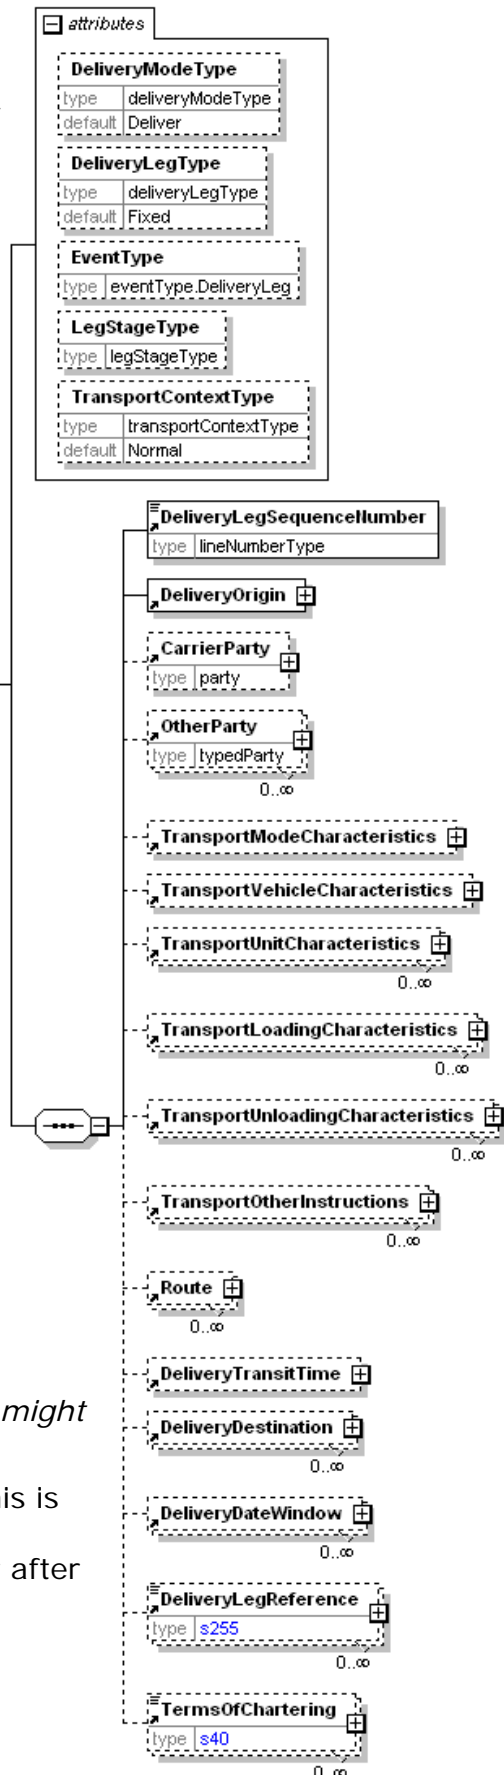 attributes
DeliveryModeType
type deliveryModeType
default Deliver
DeliveryLegType
type deliveryLegType
default Fixed
EventType
type eventType.DeliveryLeg
LegStageType
type legStageType
TransportContextType
type transportContextType
default Normal
DeliveryLegSequenceNumber
type lineNumberType
DeliveryOrigin
CarrierParty
type party
OtherParty
type typedParty
0..∞
TransportModeCharacteristics
TransportVehicleCharacteristics
TransportUnitCharacteristics
0..∞
TransportLoadingCharacteristics
0..∞
TransportUnloadingCharacteristics
0..∞
TransportOtherInstructions
0..∞
Route
0..∞
DeliveryTransitTime
might
DeliveryDestination
0..∞
is is
DeliveryDateWindow
0..∞
after
DeliveryLegReference
type s255
0..∞
TermsOfChartering
type s40
0..∞